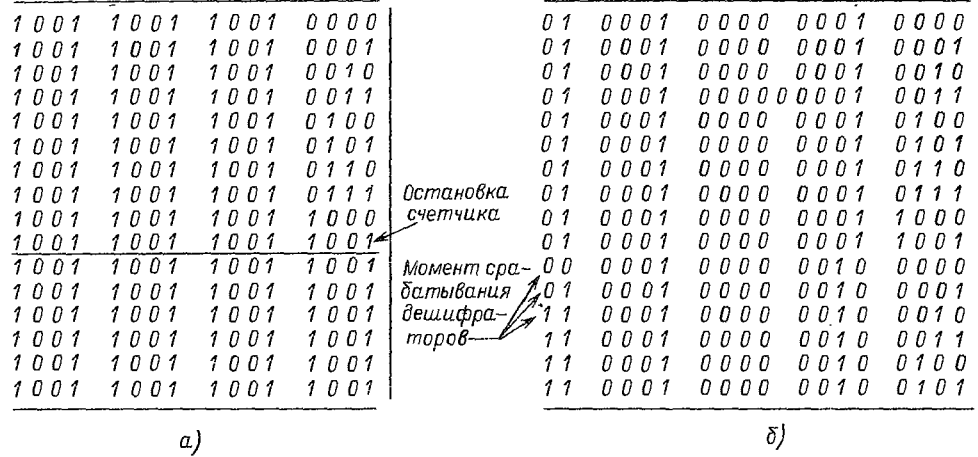 1001 1001 1001 0000
1001 1001 1001 0001
1001 1001 1001 0010
1001 1001 1001 0011
1001 1001 1001 0100
1001 1001 1001 0101
1001 1001 1001 0110
1001 1001 1001 0111
1001 1001 1001 1000
1001 1001 1001 1001
1001 1001 1001 1001
1001 1001 1001 1001
1001 1001 1001 1001
1001 1001 1001 1001
1001 1001 1001 1001
1001 1001 1001 1001
а)
Остановка
счетчика
Момент сра-
батывания
дешифра-
торов
01 0001 0000 0001 0000
01 0001 0000 0001 0001
01 0001 0000 0001 0010
01 0001 00000 0001 0011
01 0001 0000 0001 0100
01 0001 0000 0001 0101
01 0001 0000 0001 0110
01 0001 0000 0001 0111
01 0001 0000 0001 1000
01 0001 0000 0001 1001
00 0001 0000 0010 0000
01 0001 0000 0010 0001
11 0001 0000 0010 0010
11 0001 0000 0010 0011
11 0001 0000 0010 0100
11 0001 0000 0010 0101
б)